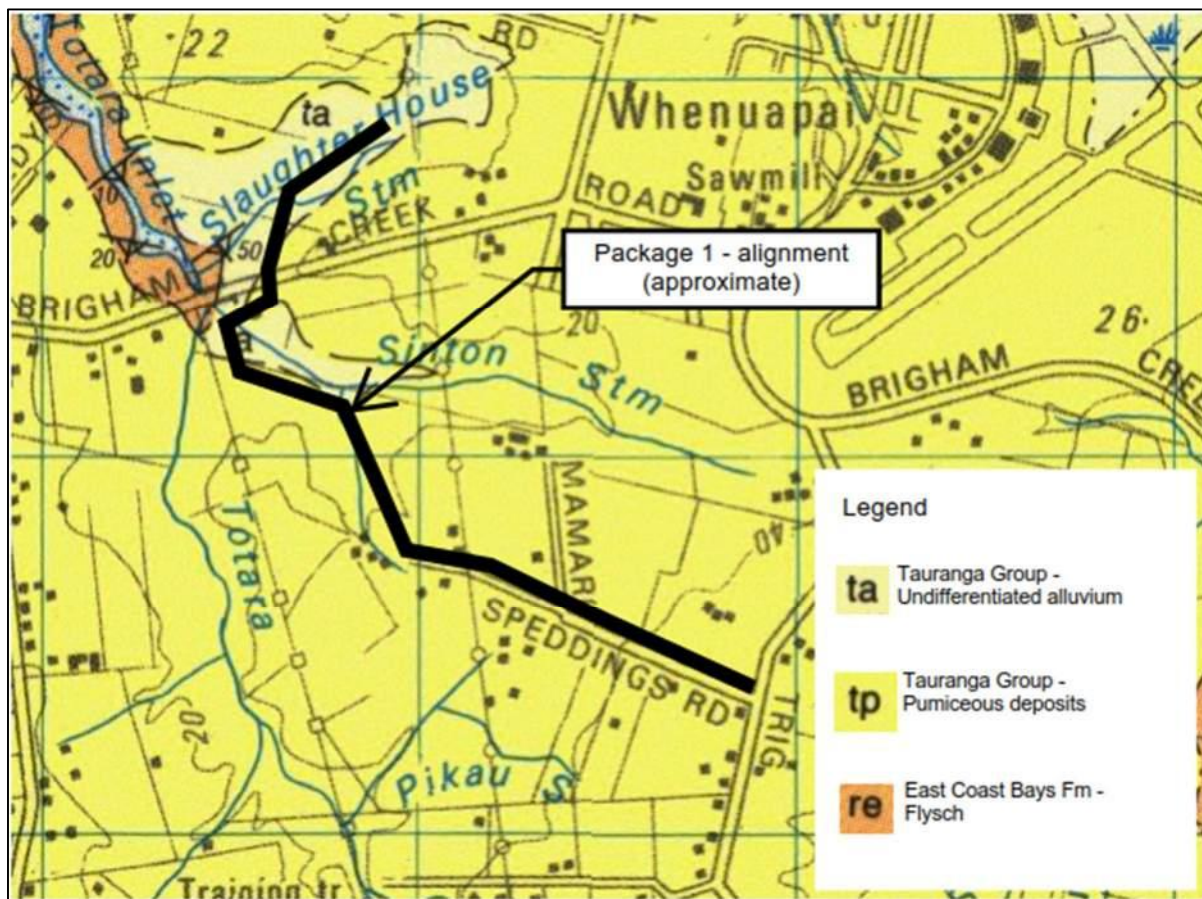 Totara Inlet
22
RD
ta
Slaughter House
Stm
Whenuapai
Sawmill
ROAD
CREEK
10
20
50
BRIGHAM
Package 1 - alignment
(approximate)
20
26
Sinton
Stm
BRIGHAM
MAMARI
40
Totara
SPEDDINGS RD
TRIG
20
Pikau S
Legend
ta
Tauranga Group -
Undifferentiated alluvium
tp
Tauranga Group -
Pumiceous deposits
re
East Coast Bays Fm -
Flysch